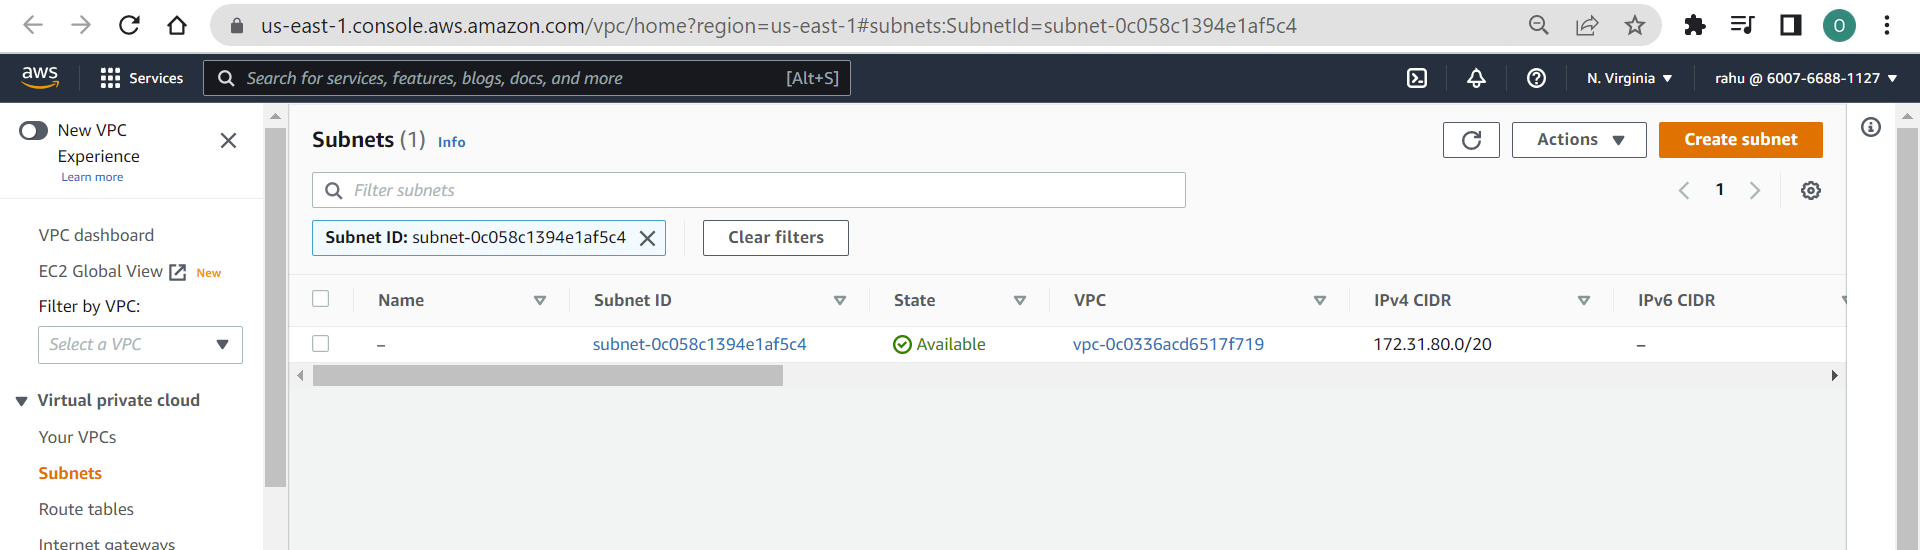 us-east-1.console.aws.amazon.com/vpc/home?region=us-east-1#subnets:SubnetId=subnet-0c058c1394e1af5c4
O
aws
Services
Search for services, features, blogs, docs, and more
[Alt+S]
N. Virginia
rahu @ 6007-6688-1127
New VPC
Experience
Learn more
VPC dashboard
EC2 Global View New
Filter by VPC:
Select a VPC
Virtual private cloud
Your VPCs
Subnets
Route tables
Internet gateways
Subnets (1) Info
Actions
Create subnet
Filter subnets
1
Subnet ID: subnet-0c058c1394e1af5c4
Clear filters
Name Subnet ID State VPC IPv4 CIDR IPv6 CIDR
– subnet-0c058c1394e1af5c4 Available vpc-0c0336acd6517f719 172.31.80.0/20 –